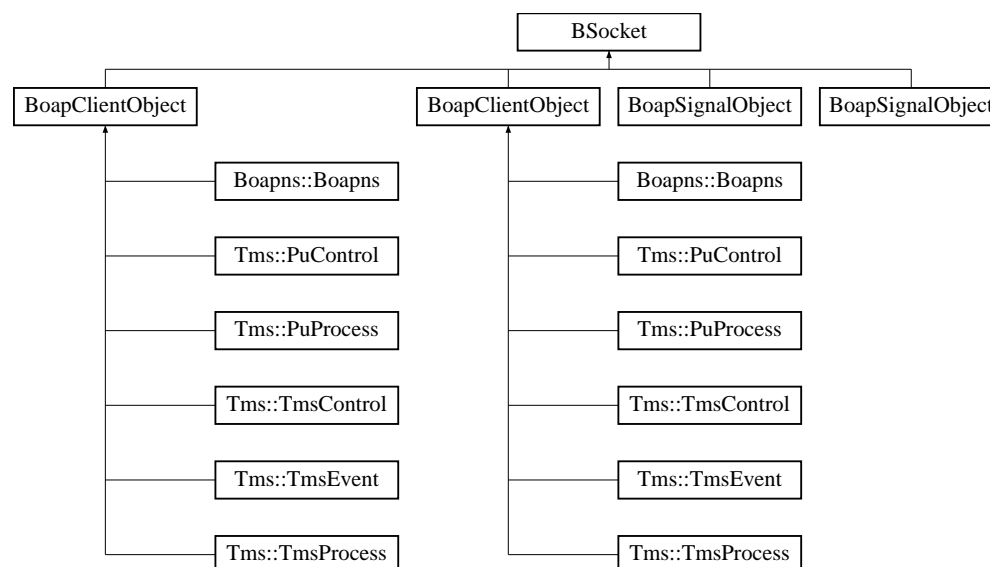 BSocket
BoapClientObject BoapClientObject BoapSignalObject BoapSignalObject
Boapns::Boapns Boapns::Boapns
Tms::PuControl Tms::PuControl
Tms::PuProcess Tms::PuProcess
Tms::TmsControl Tms::TmsControl
Tms::TmsEvent Tms::TmsEvent
Tms::TmsProcess Tms::TmsProcess